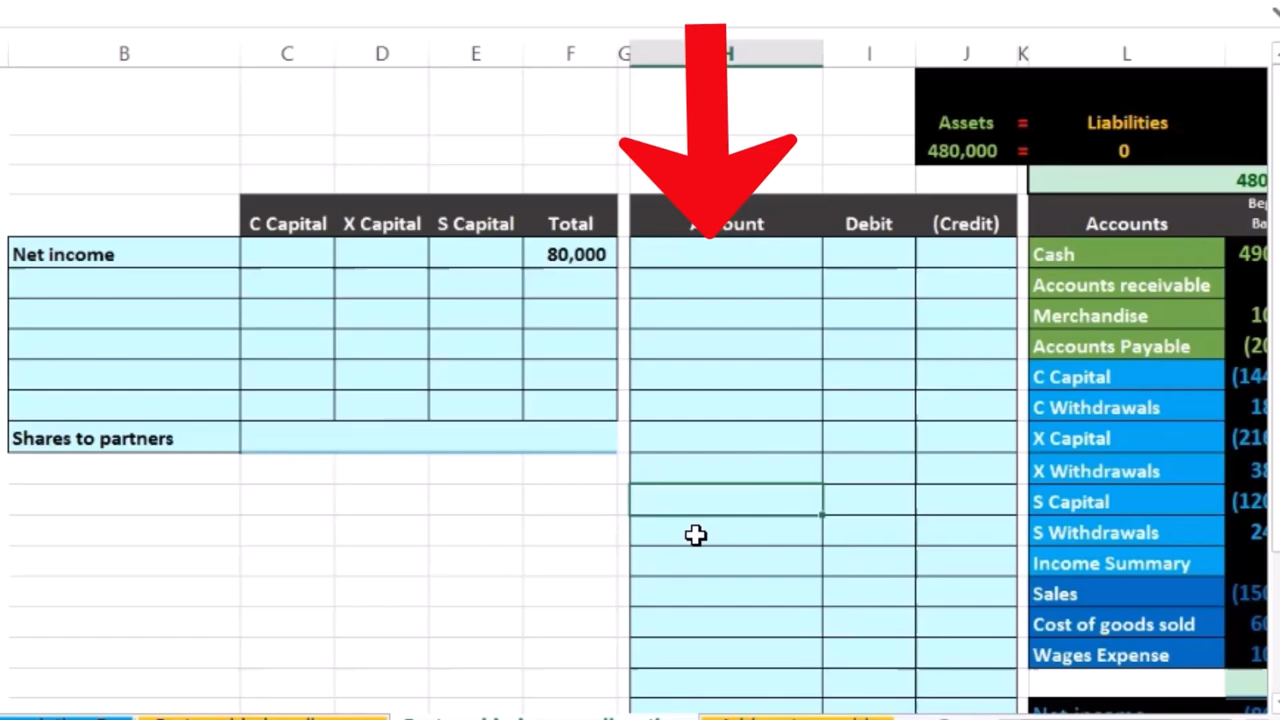 B C D E F G H I J K L
Assets = Liabilities
480,000 = 0
480
C Capital X Capital S Capital Total Debit (Credit) Accounts
Net income 80,000 Cash 490
Accounts receivable
Merchandise 10
Accounts Payable (20
C Capital (144
C Withdrawals 18
Shares to partners X Capital (216
X Withdrawals 38
S Capital (120
S Withdrawals 24
Income Summary
Sales (150
Cost of goods sold 60
Wages Expense 10